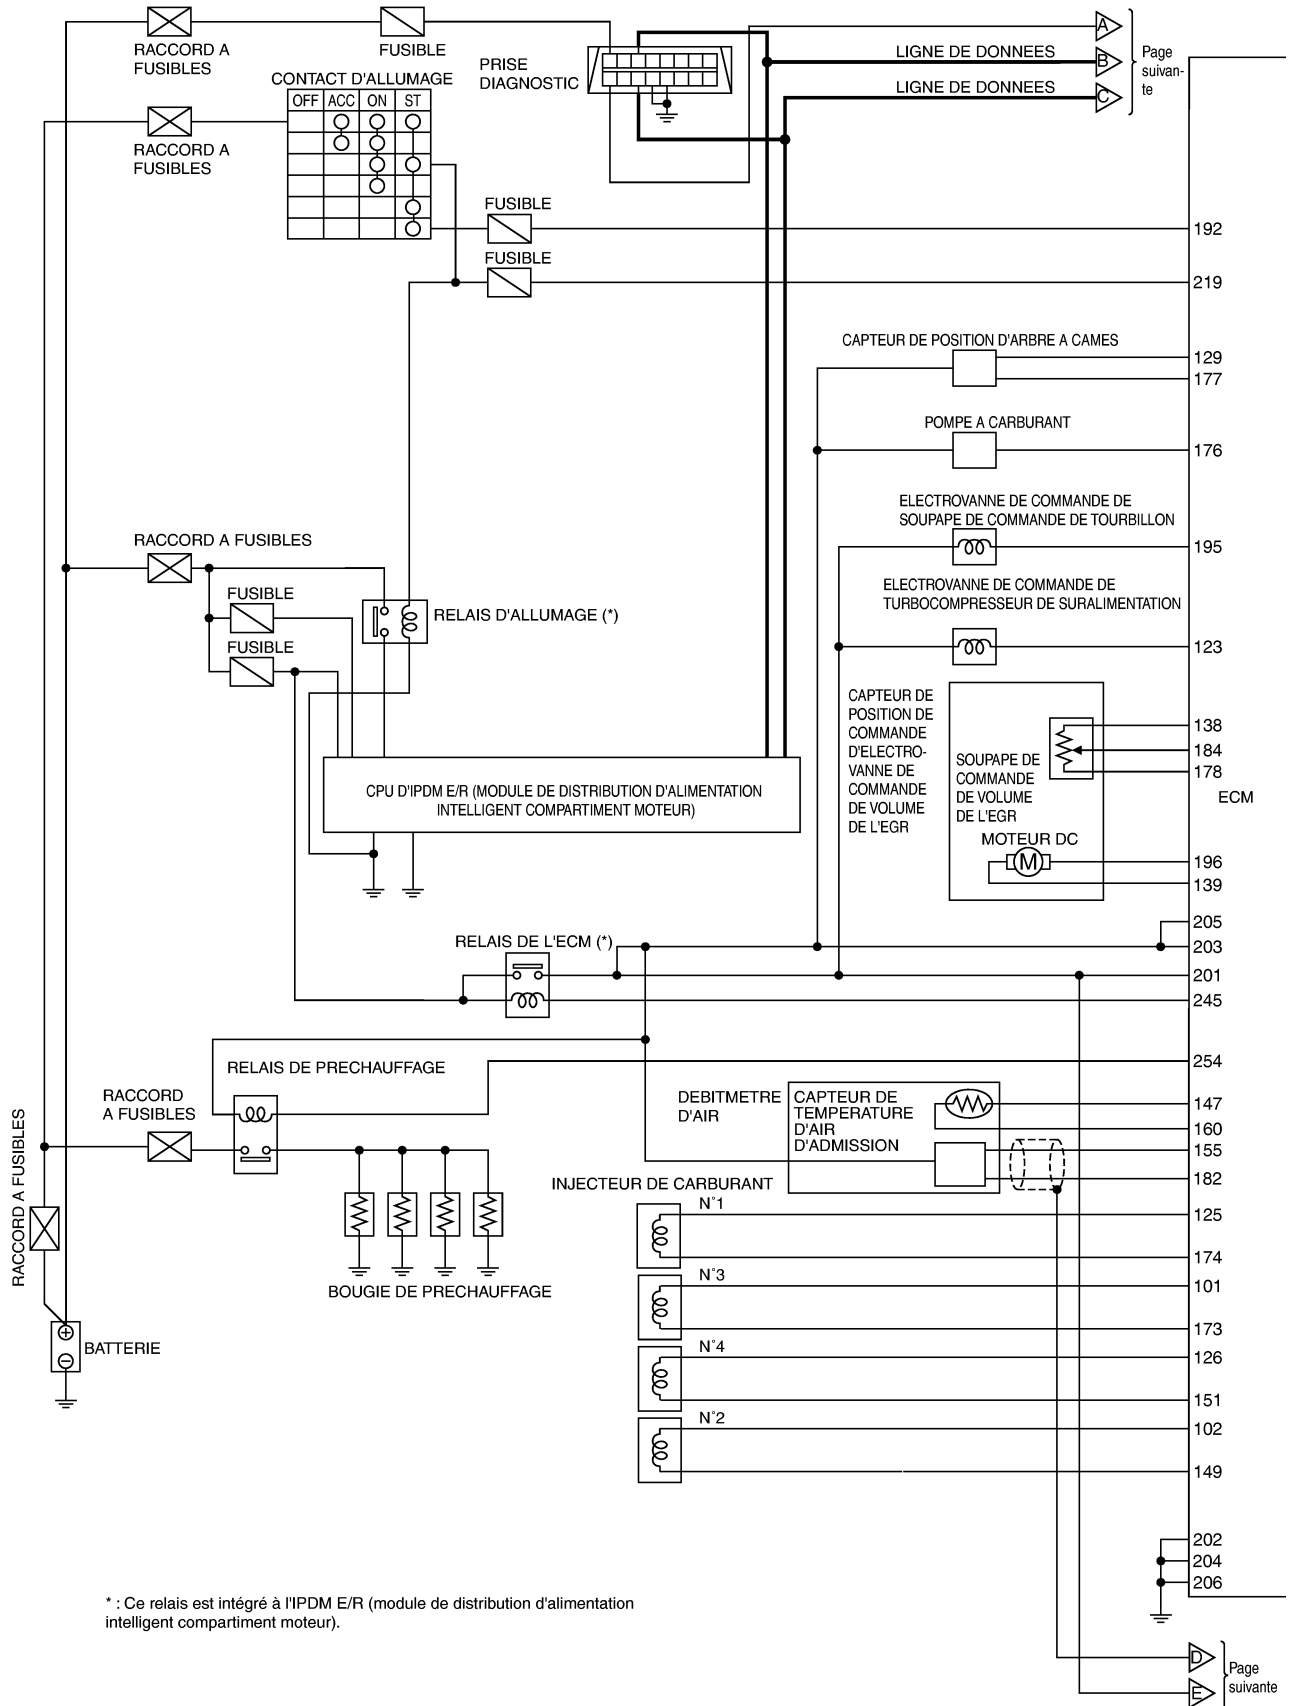 RACCORD A
FUSIBLES
FUSIBLE
PRISE
DIAGNOSTIC
A
LIGNE DE DONNEES
B
LIGNE DE DONNEES
C
Page
suivan-
te
CONTACT D'ALLUMAGE
OFF ACC ON ST
RACCORD A
FUSIBLES
FUSIBLE
192
FUSIBLE
219
CAPTEUR DE POSITION D'ARBRE A CAMES
129
177
POMPE A CARBURANT
176
ELECTROVANNE DE COMMANDE DE
SOUPAPE DE COMMANDE DE TOURBILLON
195
RACCORD A FUSIBLES
FUSIBLE
FUSIBLE
RELAIS D'ALLUMAGE (*)
ELECTROVANNE DE COMMANDE DE
TURBOCOMPRESSEUR DE SURALIMENTATION
123
CAPTEUR DE
POSITION DE
COMMANDE
D'ELECTRO-
VANNE DE
COMMANDE
DE VOLUME
DE L'EGR
SOUPAPE DE
COMMANDE
DE VOLUME
DE L'EGR
MOTEUR DC
M
138
184
178
ECM
196
139
CPU D'IPDM E/R (MODULE DE DISTRIBUTION D'ALIMENTATION
INTELLIGENT COMPARTIMENT MOTEUR)
205
203
201
245
RELAIS DE L'ECM (*)
RELAIS DE PRECHAUFFAGE
254
RACCORD
A FUSIBLES
DEBITMETRE
D'AIR
CAPTEUR DE
TEMPERATURE
D'AIR
D'ADMISSION
147
160
155
182
RACCORD A FUSIBLES
BOUGIE DE PRECHAUFFAGE
BATTERIE
INJECTEUR DE CARBURANT
N°1
125
174
N°3
101
173
N°4
126
151
N°2
102
149
202
204
206
* : Ce relais est intégré à l'IPDM E/R (module de distribution d'alimentation
intelligent compartiment moteur).
D
E
Page
suivante